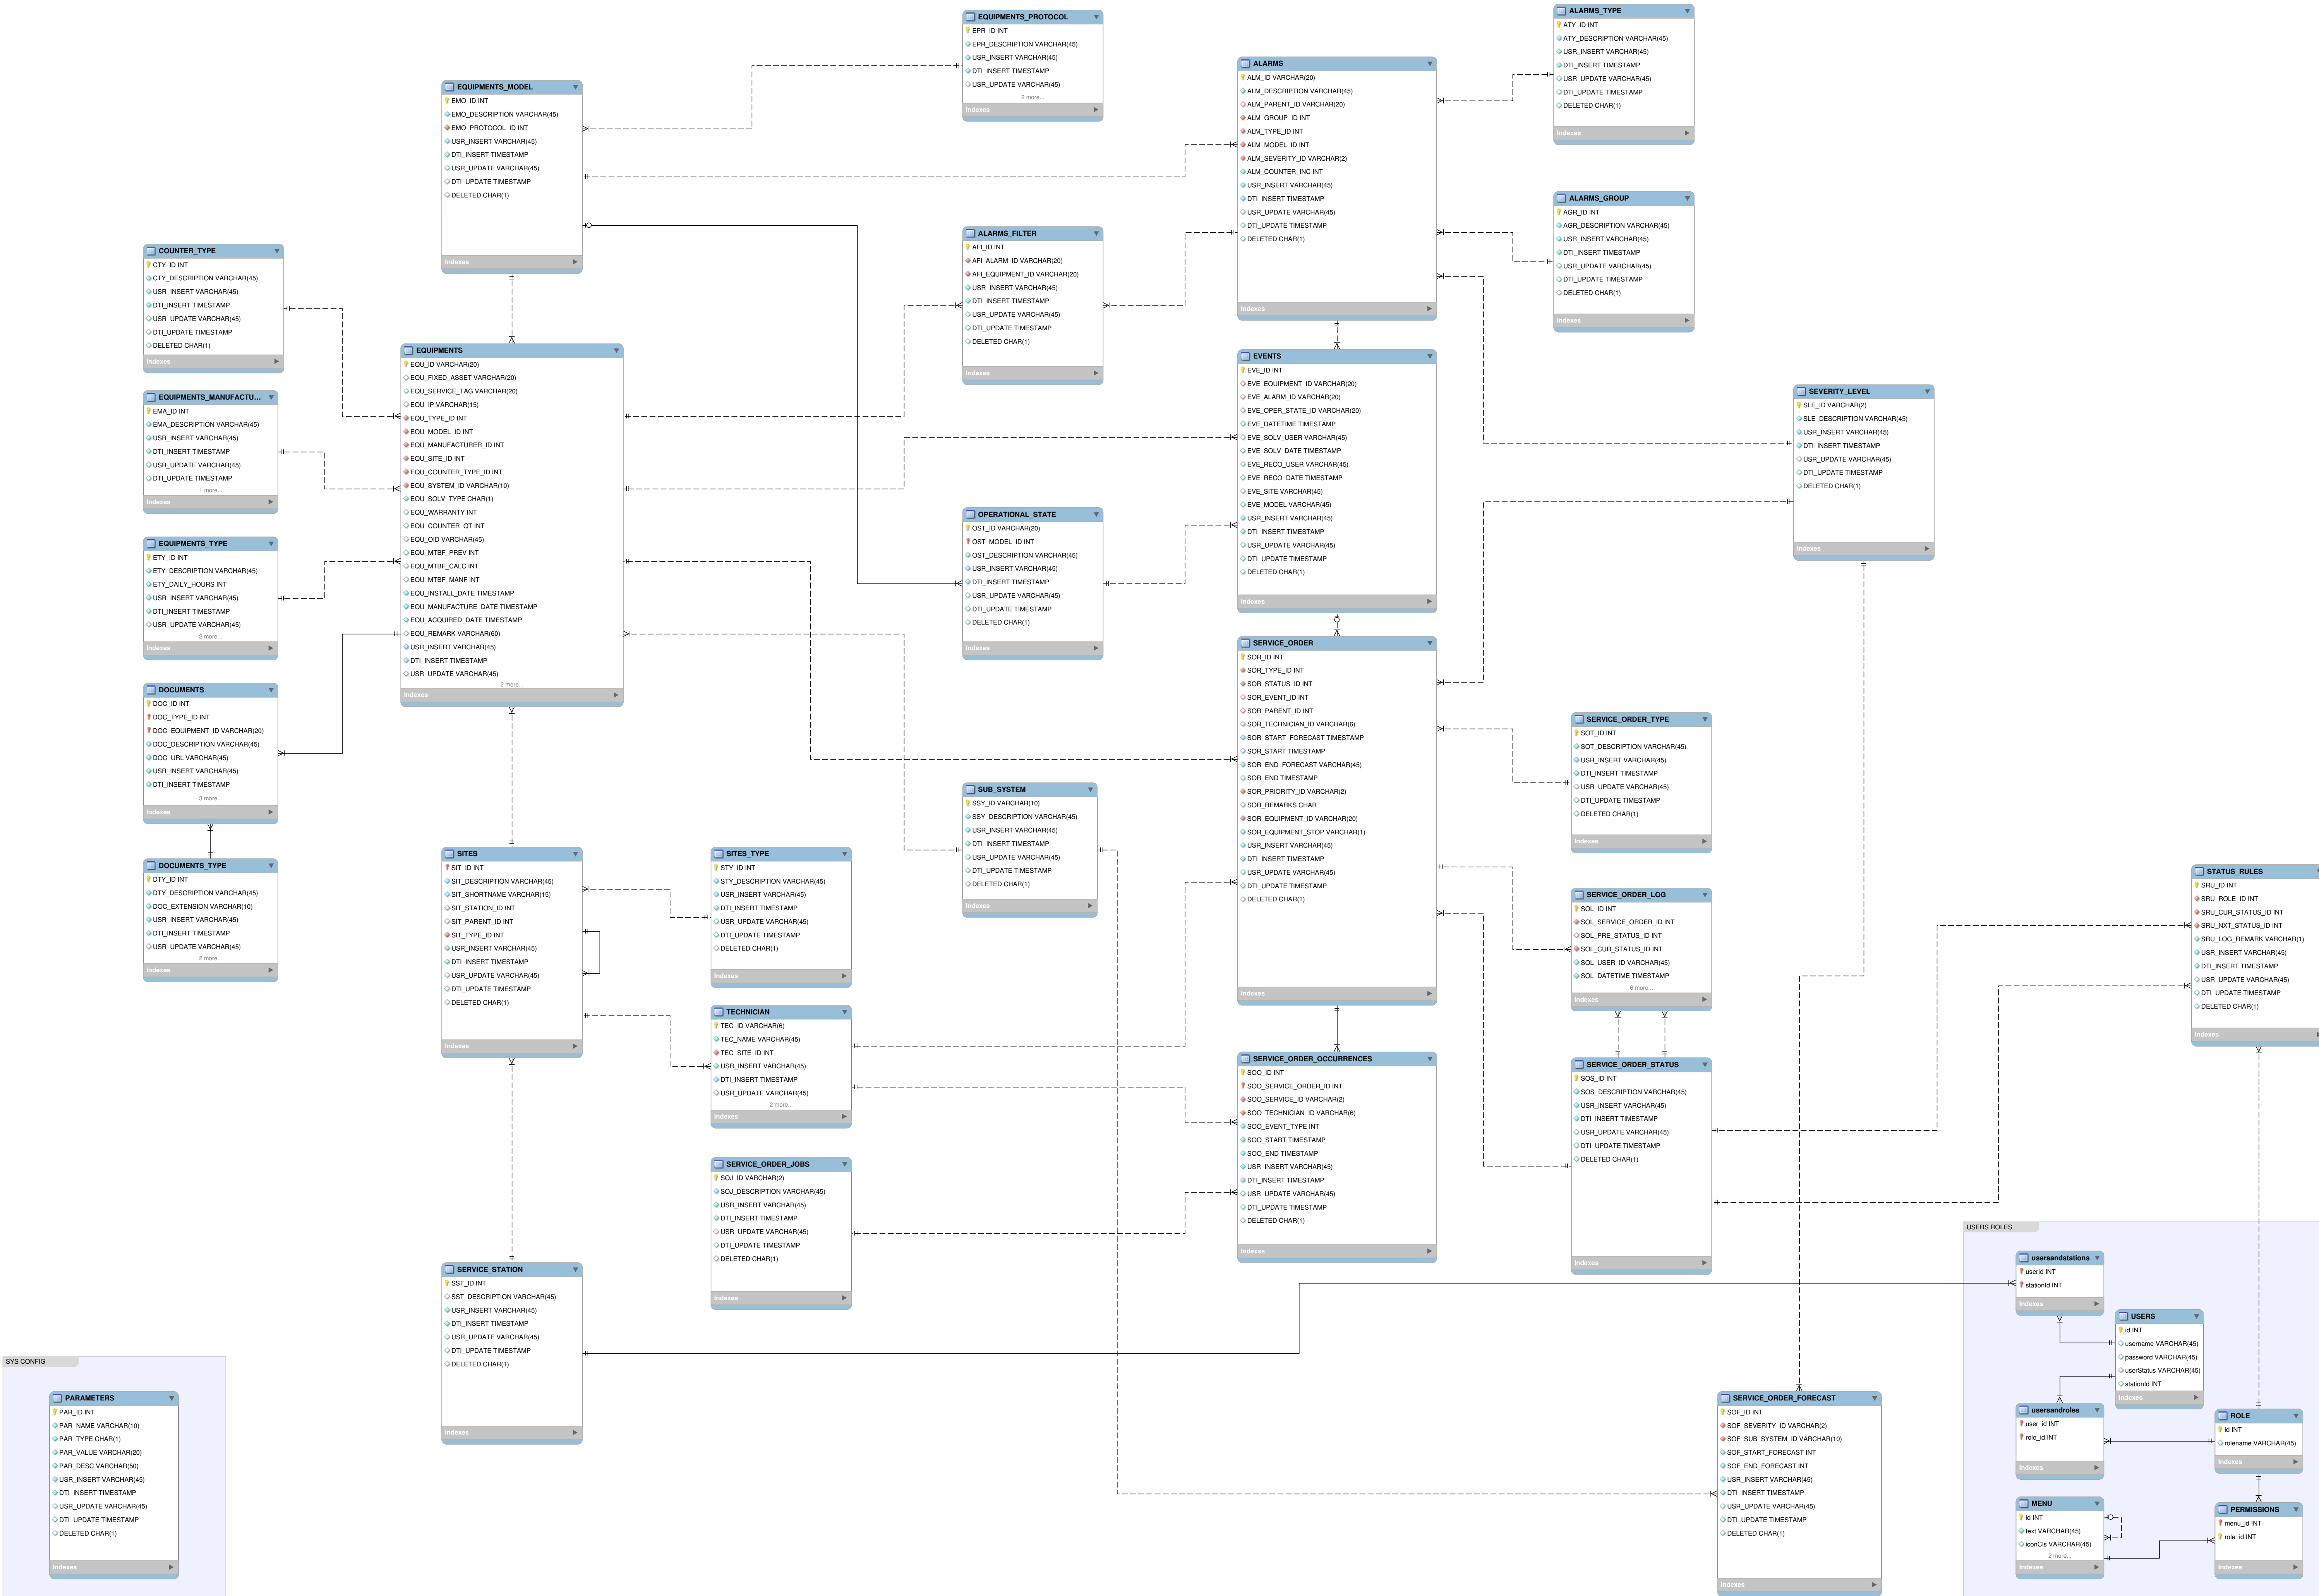 EQUIPMENTS_PROTOCOL
EPR_ID INT
EPR_DESCRIPTION VARCHAR(45)
USR_INSERT VARCHAR(45)
DTI_INSERT TIMESTAMP
USR_UPDATE VARCHAR(45)
2 more...
Indexes
ALARMS_TYPE
ATY_ID INT
ATY_DESCRIPTION VARCHAR(45)
USR_INSERT VARCHAR(45)
DTI_INSERT TIMESTAMP
USR_UPDATE VARCHAR(45)
DTI_UPDATE TIMESTAMP
DELETED CHAR(1)
Indexes
EQUIPMENTS_MODEL
EMO_ID INT
EMO_DESCRIPTION VARCHAR(45)
EMO_PROTOCOL_ID INT
USR_INSERT VARCHAR(45)
DTI_INSERT TIMESTAMP
USR_UPDATE VARCHAR(45)
DTI_UPDATE TIMESTAMP
DELETED CHAR(1)
Indexes
ALARMS
ALM_ID VARCHAR(20)
ALM_DESCRIPTION VARCHAR(45)
ALM_PARENT_ID VARCHAR(20)
ALM_GROUP_ID INT
ALM_TYPE_ID INT
ALM_MODEL_ID INT
ALM_SEVERITY_ID VARCHAR(2)
ALM_COUNTER_INC INT
USR_INSERT VARCHAR(45)
DTI_INSERT TIMESTAMP
USR_UPDATE VARCHAR(45)
DTI_UPDATE TIMESTAMP
DELETED CHAR(1)
Indexes
ALARMS_GROUP
AGR_ID INT
AGR_DESCRIPTION VARCHAR(45)
USR_INSERT VARCHAR(45)
DTI_INSERT TIMESTAMP
USR_UPDATE VARCHAR(45)
DTI_UPDATE TIMESTAMP
DELETED CHAR(1)
Indexes
COUNTER_TYPE
CTY_ID INT
CTY_DESCRIPTION VARCHAR(45)
USR_INSERT VARCHAR(45)
DTI_INSERT TIMESTAMP
USR_UPDATE VARCHAR(45)
DTI_UPDATE TIMESTAMP
DELETED CHAR(1)
Indexes
ALARMS_FILTER
AFI_ID INT
AFI_ALARM_ID VARCHAR(20)
AFI_EQUIPMENT_ID VARCHAR(20)
USR_INSERT VARCHAR(45)
DTI_INSERT TIMESTAMP
USR_UPDATE VARCHAR(45)
DTI_UPDATE TIMESTAMP
DELETED CHAR(1)
Indexes
EQUIPMENTS
EQU_ID VARCHAR(20)
EQU_FIXED_ASSET VARCHAR(20)
EQU_SERVICE_TAG VARCHAR(20)
EQU_IP VARCHAR(15)
EQU_TYPE_ID INT
EQU_MODEL_ID INT
EQU_MANUFACTURER_ID INT
EQU_SITE_ID INT
EQU_COUNTER_TYPE_ID INT
EQU_SYSTEM_ID VARCHAR(10)
EQU_SOLV_TYPE CHAR(1)
EQU_WARRANTY INT
EQU_COUNTER_QT INT
EQU_OID VARCHAR(45)
EQU_MTBF_PREV INT
EQU_MTBF_CALC INT
EQU_MTBF_MANF INT
EQU_INSTALL_DATE TIMESTAMP
EQU_MANUFACTURE_DATE TIMESTAMP
EQU_ACQUIRED_DATE TIMESTAMP
EQU_REMARK VARCHAR(60)
USR_INSERT VARCHAR(45)
DTI_INSERT TIMESTAMP
USR_UPDATE VARCHAR(45)
2 more...
Indexes
EVENTS
EVE_ID INT
EVE_EQUIPMENT_ID VARCHAR(20)
EVE_ALARM_ID VARCHAR(20)
EVE_OPER_STATE_ID VARCHAR(20)
EVE_DATETIME TIMESTAMP
EVE_SOLV_USER VARCHAR(45)
EVE_SOLV_DATE TIMESTAMP
EVE_RECO_USER VARCHAR(45)
EVE_RECO_DATE TIMESTAMP
EVE_SITE VARCHAR(45)
EVE_MODEL VARCHAR(45)
USR_INSERT VARCHAR(45)
DTI_INSERT TIMESTAMP
USR_UPDATE VARCHAR(45)
DTI_UPDATE TIMESTAMP
DELETED CHAR(1)
Indexes
SEVERITY_LEVEL
SLE_ID VARCHAR(2)
SLE_DESCRIPTION VARCHAR(45)
USR_INSERT VARCHAR(45)
DTI_INSERT TIMESTAMP
USR_UPDATE VARCHAR(45)
DTI_UPDATE TIMESTAMP
DELETED CHAR(1)
Indexes
EQUIPMENTS_MANUFACTU...
EMA_ID INT
EMA_DESCRIPTION VARCHAR(45)
USR_INSERT VARCHAR(45)
DTI_INSERT TIMESTAMP
USR_UPDATE VARCHAR(45)
DTI_UPDATE TIMESTAMP
1 more...
Indexes
OPERATIONAL_STATE
OST_ID VARCHAR(20)
OST_MODEL_ID INT
OST_DESCRIPTION VARCHAR(45)
USR_INSERT VARCHAR(45)
DTI_INSERT TIMESTAMP
USR_UPDATE VARCHAR(45)
DTI_UPDATE TIMESTAMP
DELETED CHAR(1)
Indexes
EQUIPMENTS_TYPE
ETY_ID INT
ETY_DESCRIPTION VARCHAR(45)
ETY_DAILY_HOURS INT
USR_INSERT VARCHAR(45)
DTI_INSERT TIMESTAMP
USR_UPDATE VARCHAR(45)
2 more...
Indexes
SERVICE_ORDER
SOR_ID INT
SOR_TYPE_ID INT
SOR_STATUS_ID INT
SOR_EVENT_ID INT
SOR_PARENT_ID INT
SOR_TECHNICIAN_ID VARCHAR(6)
SOR_START_FORECAST TIMESTAMP
SOR_START TIMESTAMP
SOR_END_FORECAST VARCHAR(45)
SOR_END TIMESTAMP
SOR_PRIORITY_ID VARCHAR(2)
SOR_REMARKS CHAR
SOR_EQUIPMENT_ID VARCHAR(20)
SOR_EQUIPMENT_STOP VARCHAR(1)
USR_INSERT VARCHAR(45)
DTI_INSERT TIMESTAMP
USR_UPDATE VARCHAR(45)
DTI_UPDATE TIMESTAMP
DELETED CHAR(1)
Indexes
DOCUMENTS
DOC_ID INT
DOC_TYPE_ID INT
DOC_EQUIPMENT_ID VARCHAR(20)
DOC_DESCRIPTION VARCHAR(45)
DOC_URL VARCHAR(45)
USR_INSERT VARCHAR(45)
DTI_INSERT TIMESTAMP
3 more...
Indexes
SERVICE_ORDER_TYPE
SOT_ID INT
SOT_DESCRIPTION VARCHAR(45)
USR_INSERT VARCHAR(45)
DTI_INSERT TIMESTAMP
USR_UPDATE VARCHAR(45)
DTI_UPDATE TIMESTAMP
DELETED CHAR(1)
Indexes
SUB_SYSTEM
SSY_ID VARCHAR(10)
SSY_DESCRIPTION VARCHAR(45)
USR_INSERT VARCHAR(45)
DTI_INSERT TIMESTAMP
USR_UPDATE VARCHAR(45)
DTI_UPDATE TIMESTAMP
DELETED CHAR(1)
Indexes
DOCUMENTS_TYPE
DTY_ID INT
DTY_DESCRIPTION VARCHAR(45)
DOC_EXTENSION VARCHAR(10)
USR_INSERT VARCHAR(45)
DTI_INSERT TIMESTAMP
USR_UPDATE VARCHAR(45)
2 more...
Indexes
SITES
SIT_ID INT
SIT_DESCRIPTION VARCHAR(45)
SIT_SHORTNAME VARCHAR(15)
SIT_STATION_ID INT
SIT_PARENT_ID INT
SIT_TYPE_ID INT
USR_INSERT VARCHAR(45)
DTI_INSERT TIMESTAMP
USR_UPDATE VARCHAR(45)
DTI_UPDATE TIMESTAMP
DELETED CHAR(1)
Indexes
SITES_TYPE
STY_ID INT
STY_DESCRIPTION VARCHAR(45)
USR_INSERT VARCHAR(45)
DTI_INSERT TIMESTAMP
USR_UPDATE VARCHAR(45)
DTI_UPDATE TIMESTAMP
DELETED CHAR(1)
Indexes
SERVICE_ORDER_LOG
SOL_ID INT
SOL_SERVICE_ORDER_ID INT
SOL_PRE_STATUS_ID INT
SOL_CUR_STATUS_ID INT
SOL_USER_ID VARCHAR(45)
SOL_DATETIME TIMESTAMP
6 more...
Indexes
STATUS_RULES
SRU_ID INT
SRU_ROLE_ID INT
SRU_CUR_STATUS_ID INT
SRU_NXT_STATUS_ID INT
SRU_LOG_REMARK VARCHAR(1)
USR_INSERT VARCHAR(45)
DTI_INSERT TIMESTAMP
USR_UPDATE VARCHAR(45)
DTI_UPDATE TIMESTAMP
DELETED CHAR(1)
Indexes
TECHNICIAN
TEC_ID VARCHAR(6)
TEC_NAME VARCHAR(45)
TEC_SITE_ID INT
USR_INSERT VARCHAR(45)
DTI_INSERT TIMESTAMP
USR_UPDATE VARCHAR(45)
2 more...
Indexes
SERVICE_ORDER_OCCURRENCES
SOO_ID INT
SOO_SERVICE_ORDER_ID INT
SOO_SERVICE_ID VARCHAR(2)
SOO_TECHNICIAN_ID VARCHAR(6)
SOO_EVENT_TYPE INT
SOO_START TIMESTAMP
SOO_END TIMESTAMP
USR_INSERT VARCHAR(45)
DTI_INSERT TIMESTAMP
USR_UPDATE VARCHAR(45)
DTI_UPDATE TIMESTAMP
DELETED CHAR(1)
Indexes
SERVICE_ORDER_STATUS
SOS_ID INT
SOS_DESCRIPTION VARCHAR(45)
USR_INSERT VARCHAR(45)
DTI_INSERT TIMESTAMP
USR_UPDATE VARCHAR(45)
DTI_UPDATE TIMESTAMP
DELETED CHAR(1)
Indexes
SERVICE_ORDER_JOBS
SOJ_ID VARCHAR(2)
SOJ_DESCRIPTION VARCHAR(45)
USR_INSERT VARCHAR(45)
DTI_INSERT TIMESTAMP
USR_UPDATE VARCHAR(45)
DTI_UPDATE TIMESTAMP
DELETED CHAR(1)
Indexes
SERVICE_STATION
SST_ID INT
SST_DESCRIPTION VARCHAR(45)
USR_INSERT VARCHAR(45)
DTI_INSERT TIMESTAMP
USR_UPDATE VARCHAR(45)
DTI_UPDATE TIMESTAMP
DELETED CHAR(1)
Indexes
USERS ROLES
usersandstations
userId INT
stationId INT
Indexes
USERS
id INT
username VARCHAR(45)
password VARCHAR(45)
userStatus VARCHAR(45)
stationId INT
Indexes
usersandroles
user_id INT
role_id INT
Indexes
ROLE
id INT
rolename VARCHAR(45)
Indexes
MENU
id INT
text VARCHAR(45)
iconCls VARCHAR(45)
2 more...
Indexes
PERMISSIONS
menu_id INT
role_id INT
Indexes
SYS CONFIG
PARAMETERS
PAR_ID INT
PAR_NAME VARCHAR(10)
PAR_TYPE CHAR(1)
PAR_VALUE VARCHAR(20)
PAR_DESC VARCHAR(50)
USR_INSERT VARCHAR(45)
DTI_INSERT TIMESTAMP
USR_UPDATE VARCHAR(45)
DTI_UPDATE TIMESTAMP
DELETED CHAR(1)
Indexes
SERVICE_ORDER_FORECAST
SOF_ID INT
SOF_SEVERITY_ID VARCHAR(2)
SOF_SUB_SYSTEM_ID VARCHAR(10)
SOF_START_FORECAST INT
SOF_END_FORECAST INT
USR_INSERT VARCHAR(45)
DTI_INSERT TIMESTAMP
USR_UPDATE VARCHAR(45)
DTI_UPDATE TIMESTAMP
DELETED CHAR(1)
Indexes